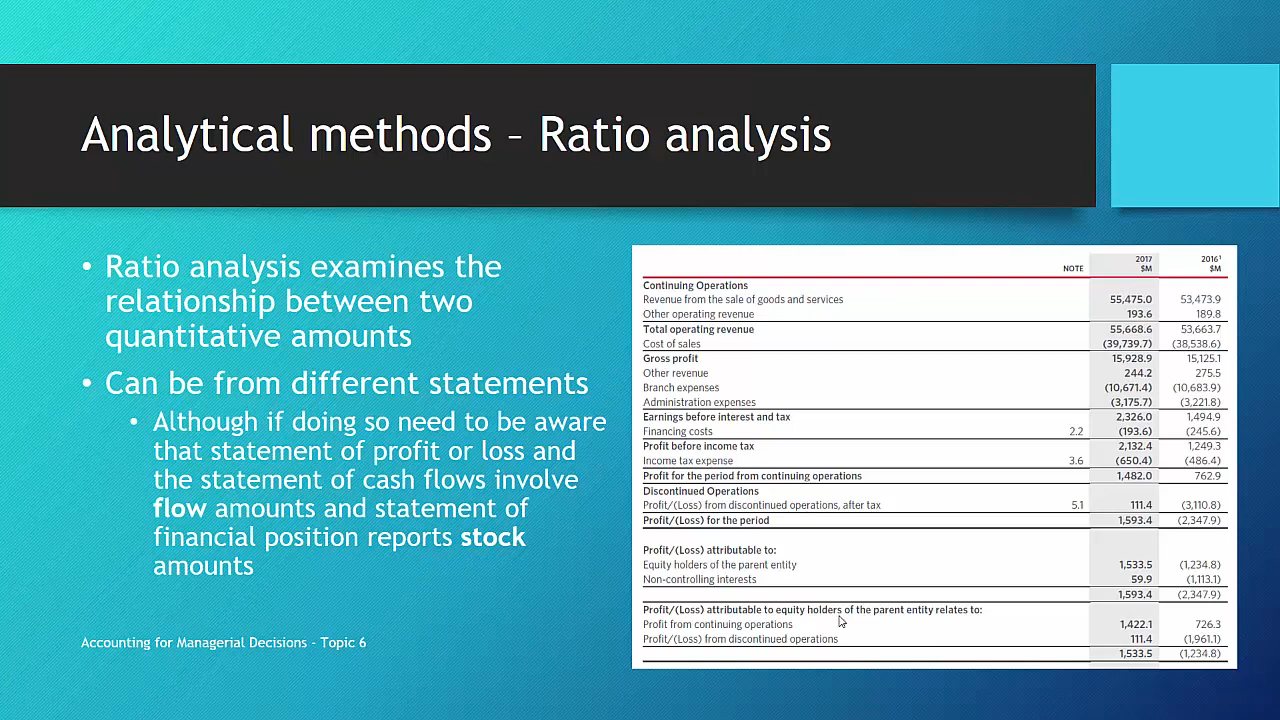 Analytical methods – Ratio analysis
• Ratio analysis examines the
relationship between two
quantitative amounts
• Can be from different statements
• Although if doing so need to be aware
that statement of profit or loss and
the statement of cash flows involve
flow amounts and statement of
financial position reports stock
amounts
Accounting for Managerial Decisions - Topic 6
2017 2016¹
NOTE $M $M
Continuing Operations
Revenue from the sale of goods and services 55,475.0 53,473.9
Other operating revenue 193.6 189.8
Total operating revenue 55,668.6 53,663.7
Cost of sales (39,739.7) (38,538.6)
Gross profit 15,928.9 15,125.1
Other revenue 244.2 275.5
Branch expenses (10,671.4) (10,683.9)
Administration expenses (3,175.7) (3,221.8)
Earnings before interest and tax 2,326.0 1,494.9
Financing costs 2.2 (193.6) (245.6)
Profit before income tax 2,132.4 1,249.3
Income tax expense 3.6 (650.4) (486.4)
Profit for the period from continuing operations 1,482.0 762.9
Discontinued Operations
Profit/(Loss) from discontinued operations, after tax 5.1 111.4 (3,110.8)
Profit/(Loss) for the period 1,593.4 (2,347.9)
Profit/(Loss) attributable to:
Equity holders of the parent entity 1,533.5 (1,234.8)
Non-controlling interests 59.9 (1,113.1)
1,593.4 (2,347.9)
Profit/(Loss) attributable to equity holders of the parent entity relates to:
Profit from continuing operations 1,422.1 726.3
Profit/(Loss) from discontinued operations 111.4 (1,961.1)
1,533.5 (1,234.8)